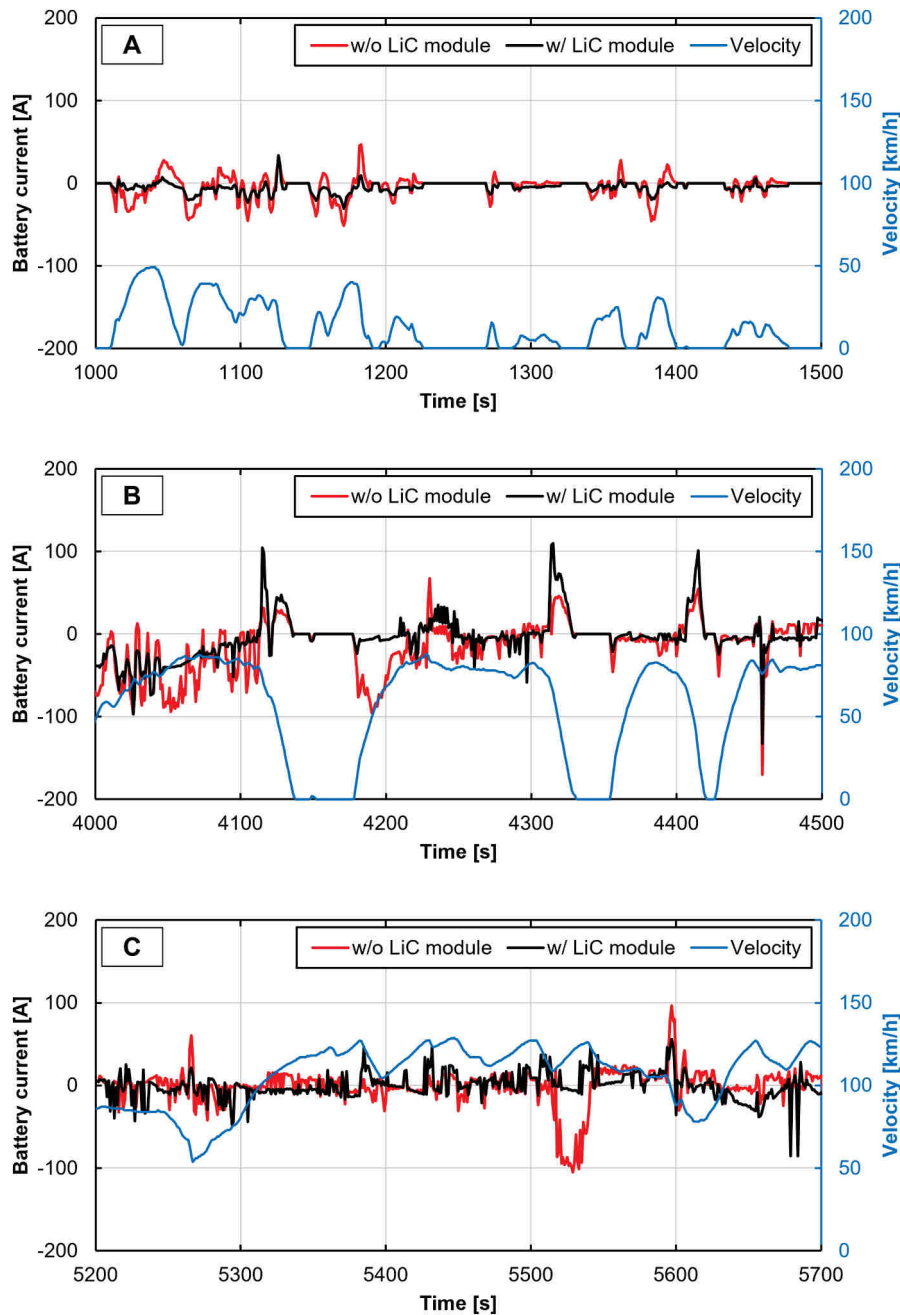 A
w/o LiC module w/ LiC module Velocity
200 200
100 150
0 100
-100 50
-200 0
Battery current [A]
Velocity [km/h]
1000 1100 1200 1300 1400 1500
Time [s]
B
w/o LiC module w/ LiC module Velocity
200 200
100 150
0 100
-100 50
-200 0
Battery current [A]
Velocity [km/h]
4000 4100 4200 4300 4400 4500
Time [s]
C
w/o LiC module w/ LiC module Velocity
200 200
100 150
0 100
-100 50
-200 0
Battery current [A]
Velocity [km/h]
5200 5300 5400 5500 5600 5700
Time [s]